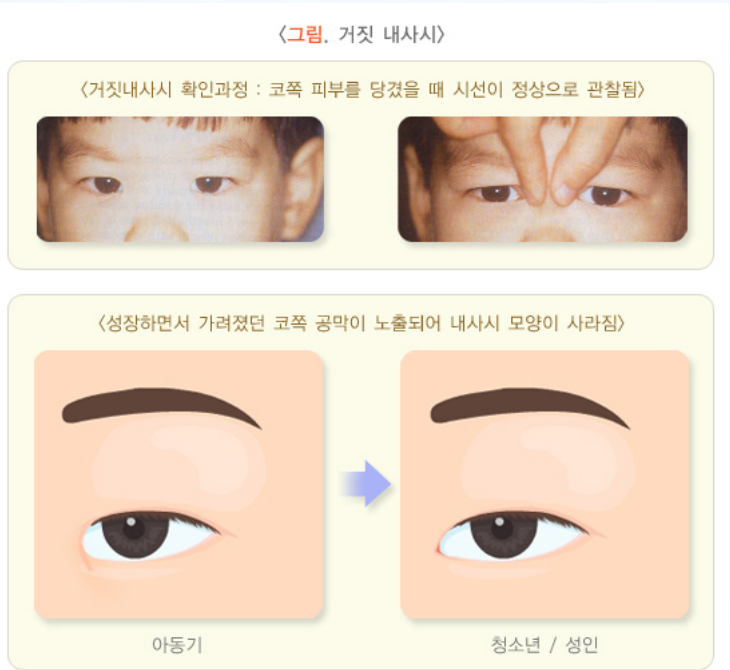 〈그림. 거짓 내사시〉
〈거짓내사시 확인과정 : 코쪽 피부를 당겼을 때 시선이 정상으로 관찰됨〉
〈성장하면서 가려졌던 코쪽 공막이 노출되어 내사시 모양이 사라짐〉
아동기
청소년 / 성인